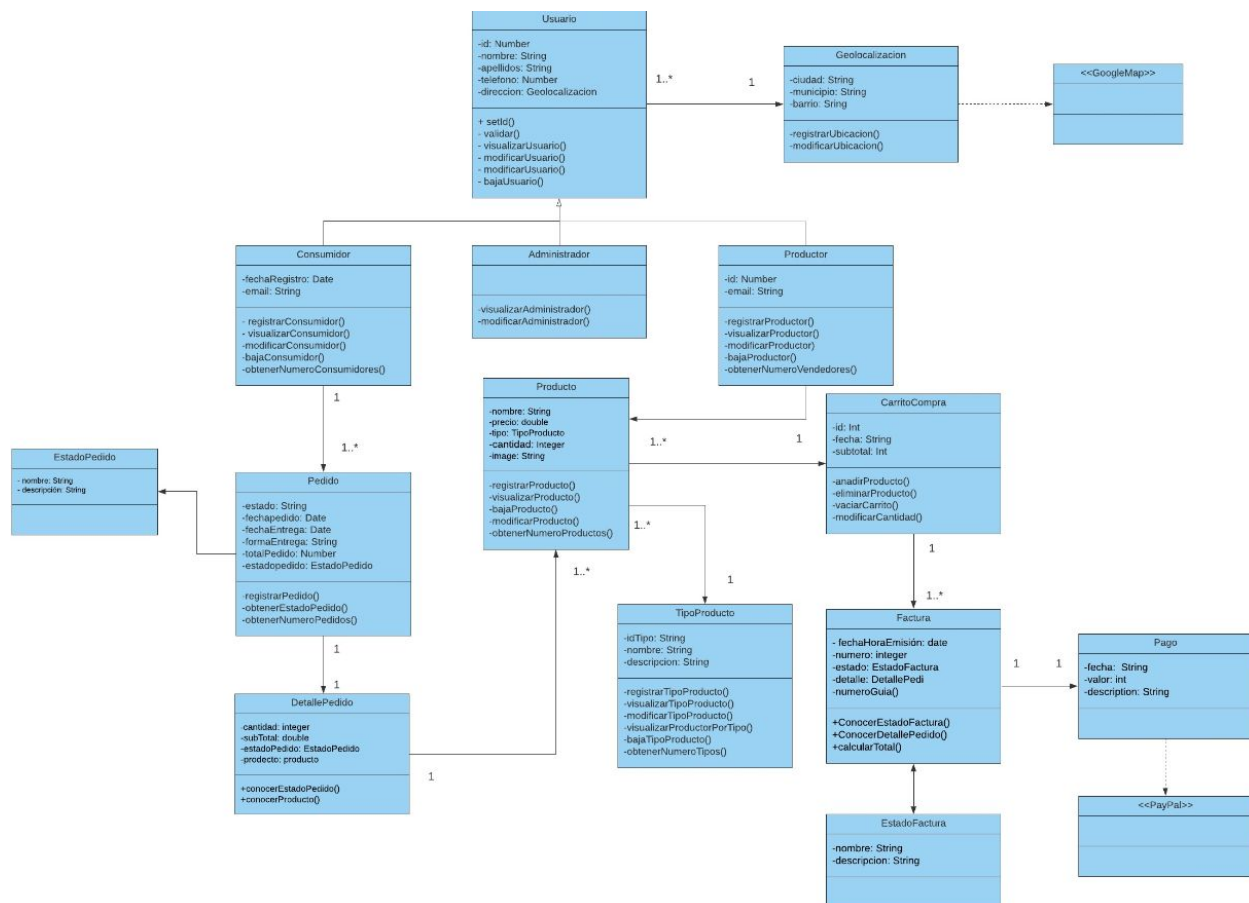 Usuario
-id: Number
-nombre: String
-apellidos: String
-telefono: Number
-direccion: Geolocalizacion
+ setId()
- validar()
- visualizarUsuario()
- modificarUsuario()
- modificarUsuario()
- bajaUsuario()
1..*
1
Geolocalizacion
-ciudad: String
-municipio: String
-barrio: Sring
-registrarUbicacion()
-modificarUbicacion()
<<GoogleMap>>
Consumidor
-fechaRegistro: Date
-email: String
- registrarConsumidor()
- visualizarConsumidor()
-modificarConsumidor()
-bajaConsumidor()
-obtenerNumeroConsumidores()
Administrador
-visualizarAdministrador()
-modificarAdministrador()
Productor
-id: Number
-email: String
-registrarProductor()
-visualizarProductor()
-modificarProductor)
-bajaProductor()
-obtenerNumeroVendedores()
1
1..*
Producto
-nombre: String
-precio: double
-tipo: TipoProducto
-cantidad: Integer
-image: String
-registrarProducto()
-visualizarProducto()
-bajaProducto()
-modificarProducto()
-obtenerNumeroProductos()
1..*
1
CarritoCompra
-id: Int
-fecha: String
-subtotal: Int
-anadirProducto()
-eliminarProducto()
-vaciarCarrito()
-modificarCantidad()
EstadoPedido
- nombre: String
- descripción: String
Pedido
-estado: String
-fechapedido: Date
-fechaEntrega: Date
-formaEntrega: String
-totalPedido: Number
-estadopedido: EstadoPedido
-registrarPedido()
-obtenerEstadoPedido()
-obtenerNumeroPedidos()
1..*
1
1..*
1
1..*
TipoProducto
-idTipo: String
-nombre: String
-descripcion: String
-registrarTipoProducto()
-visualizarTipoProducto()
-modificarTipoProducto()
-visualizarProductorPorTipo()
-bajaTipoProducto()
-obtenerNumeroTipos()
Factura
- fechaHoraEmisión: date
-numero: integer
-estado: EstadoFactura
-detalle: DetallePedi
-numeroGuia()
+ConocerEstadoFactura()
+ConocerDetallePedido()
+calcularTotal()
1
1
Pago
-fecha: String
-valor: int
-description: String
1
1
DetallePedido
-cantidad: integer
-subTotal: double
-estadoPedido: EstadoPedido
-prodecto: producto
+conocerEstadoPedido()
+conocerProducto()
1
<<PayPal>>
EstadoFactura
-nombre: String
-descripcion: String